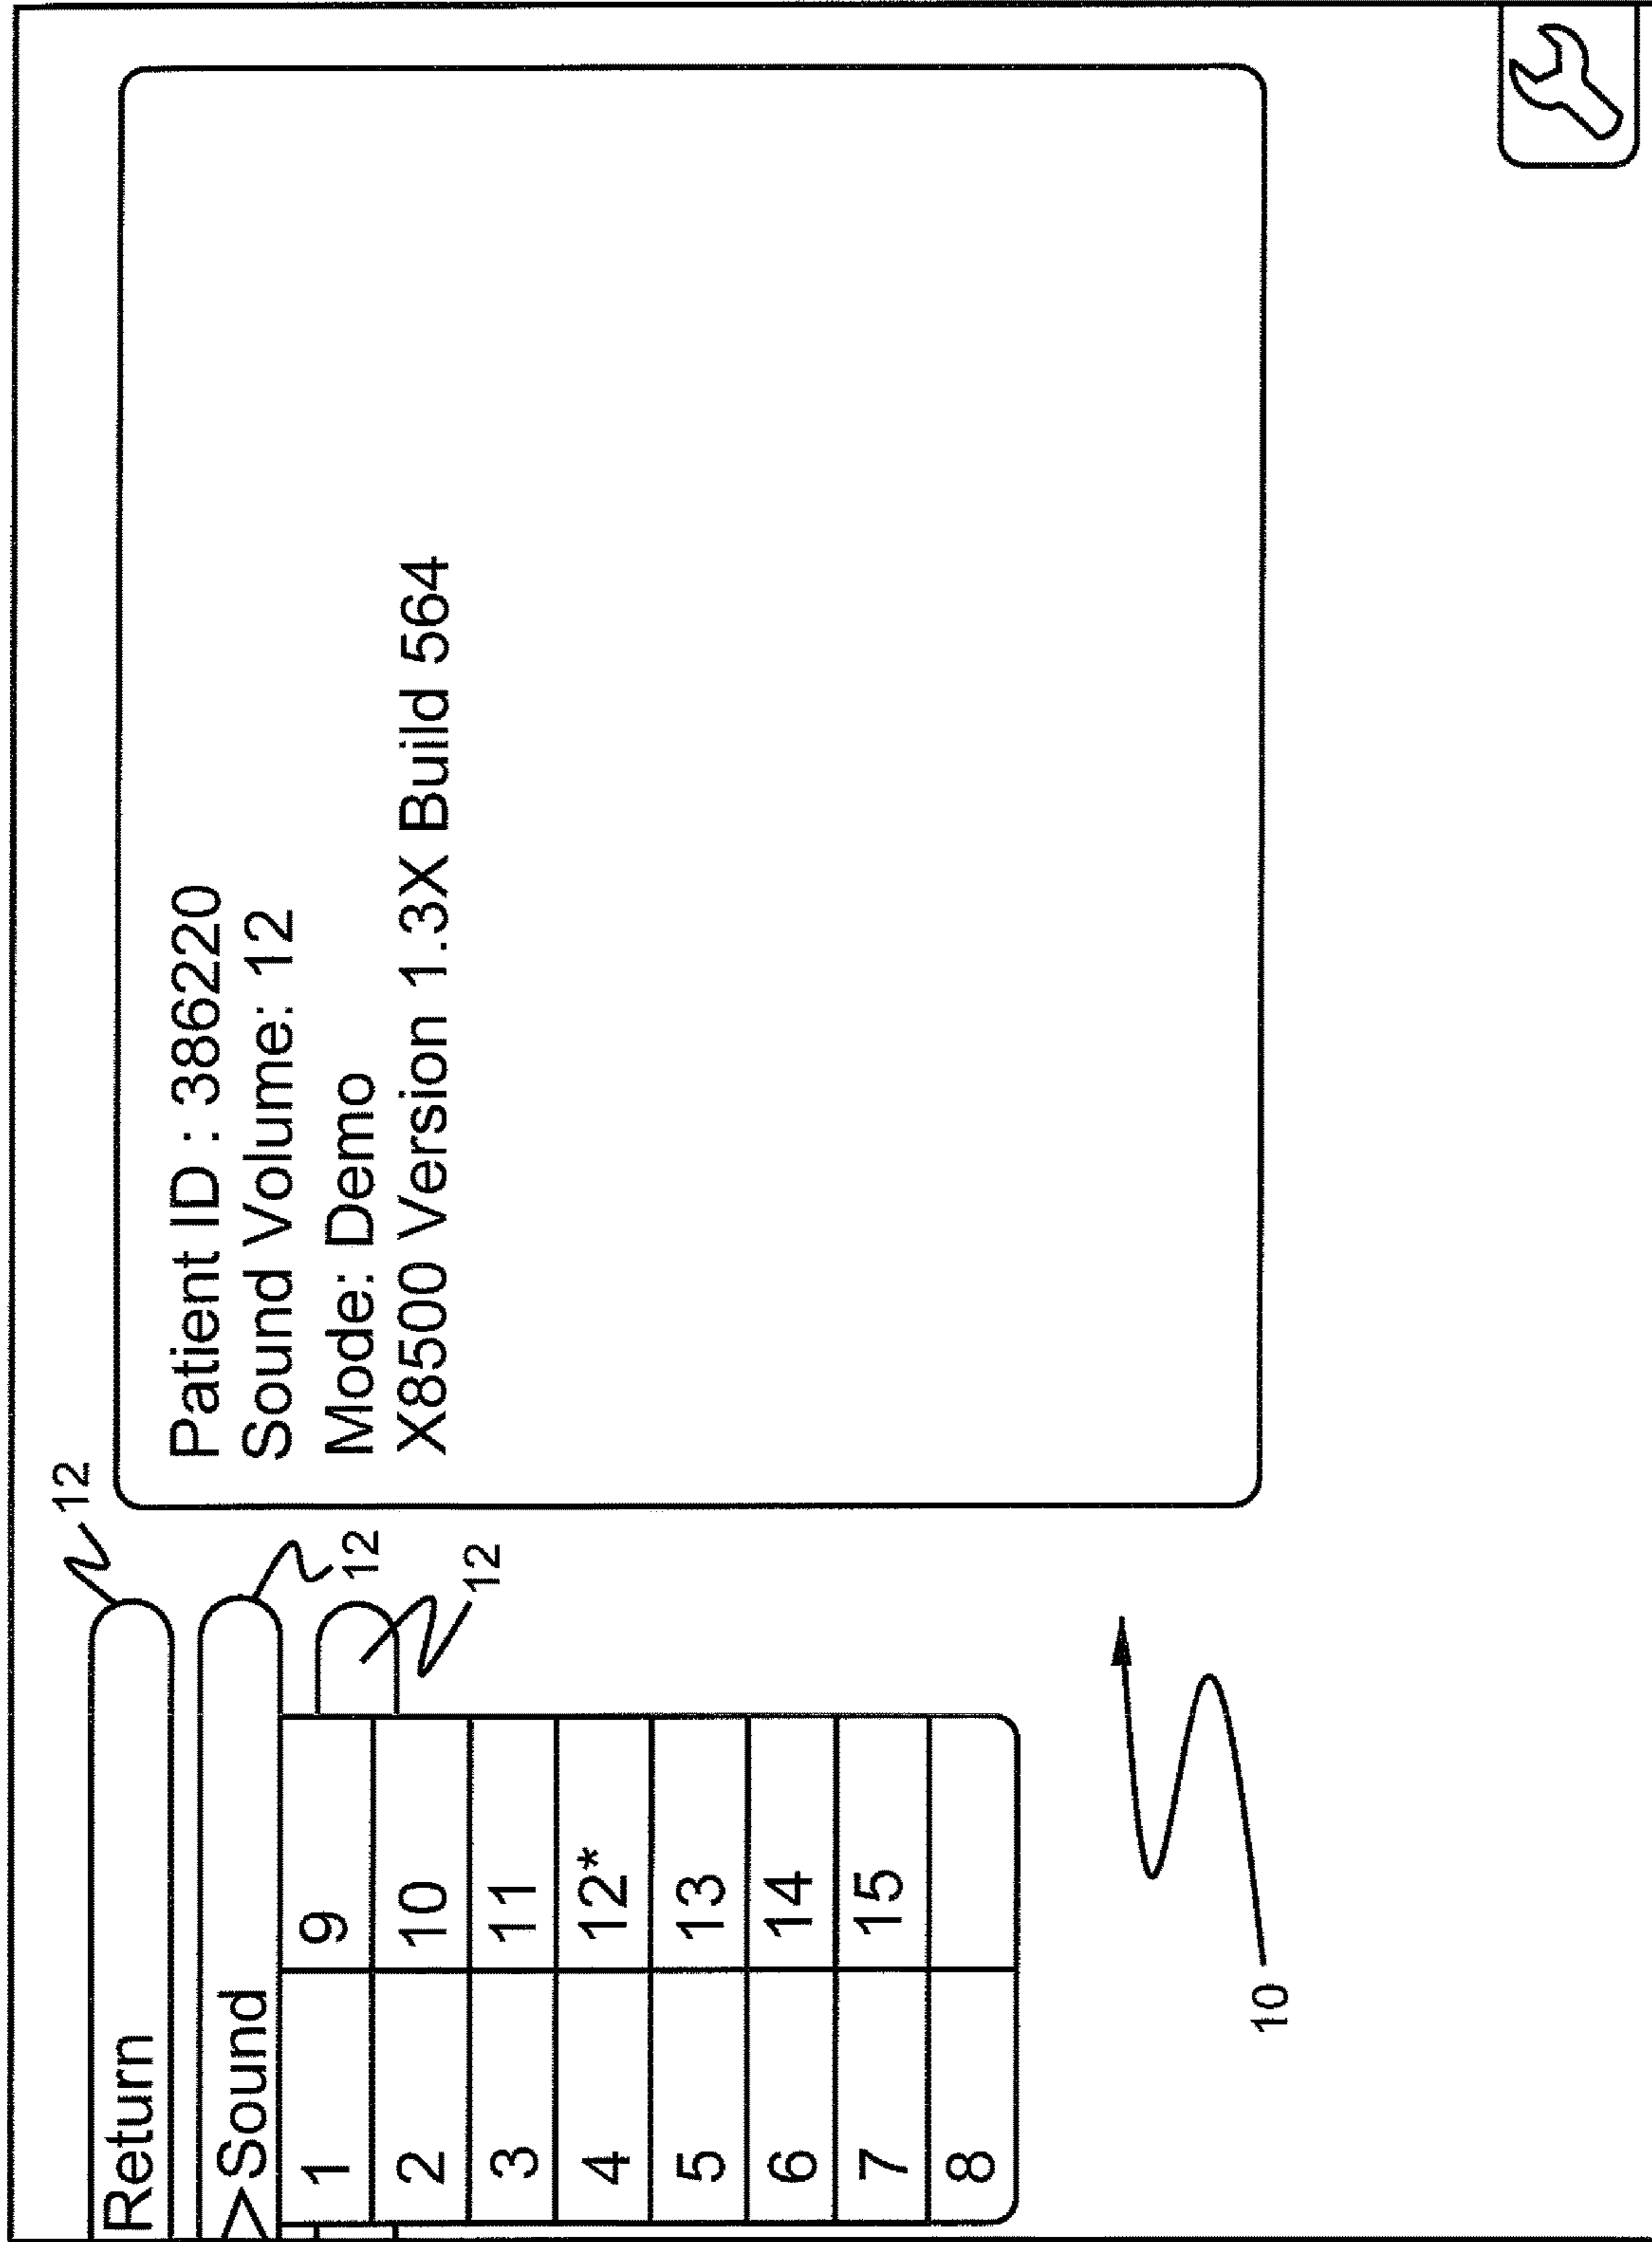 Return
>Sound
1 9
2 10
3 11
4 12*
5 13
6 14
7 15
8
12
12
12
Patient ID : 386220
Sound Volume: 12
Mode: Demo
X8500 Version 1.3X Build 564
10